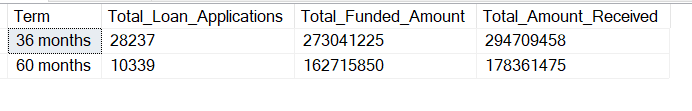 Term Total_Loan_Applications Total_Funded_Amount Total_Amount_Received
36 months 28237 273041225 294709458
60 months 10339 162715850 178361475